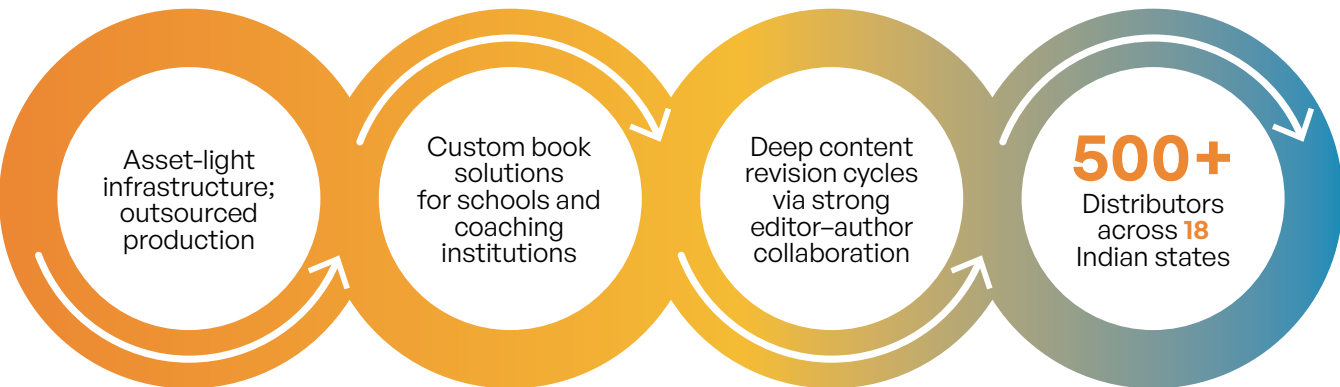 Asset-light
infrastructure;
outsourced
production
Custom book
solutions
for schools and
coaching
institutions
Deep content
revision cycles
via strong
editor–author
collaboration
500+
Distributors
across 18
Indian states